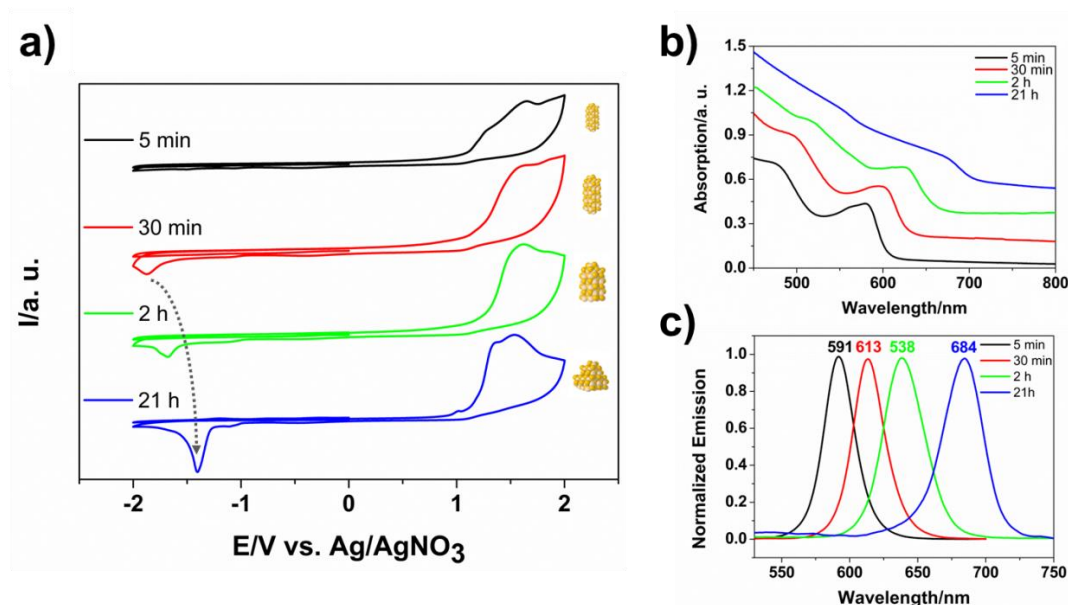 a)
5 min
30 min
2 h
21 h
I/a. u.
-2 -1 0 1 2
E/V vs. Ag/AgNO₃
b)
5 min
30 min
2 h
21 h
Absorption/a. u.
1.5
1.2
0.9
0.6
0.3
0.0
500 600 700 800
Wavelength/nm
c)
591 613 538 684
5 min
30 min
2 h
21h
Normalized Emission
1.0
0.8
0.6
0.4
0.2
0.0
550 600 650 700 750
Wavelength/nm